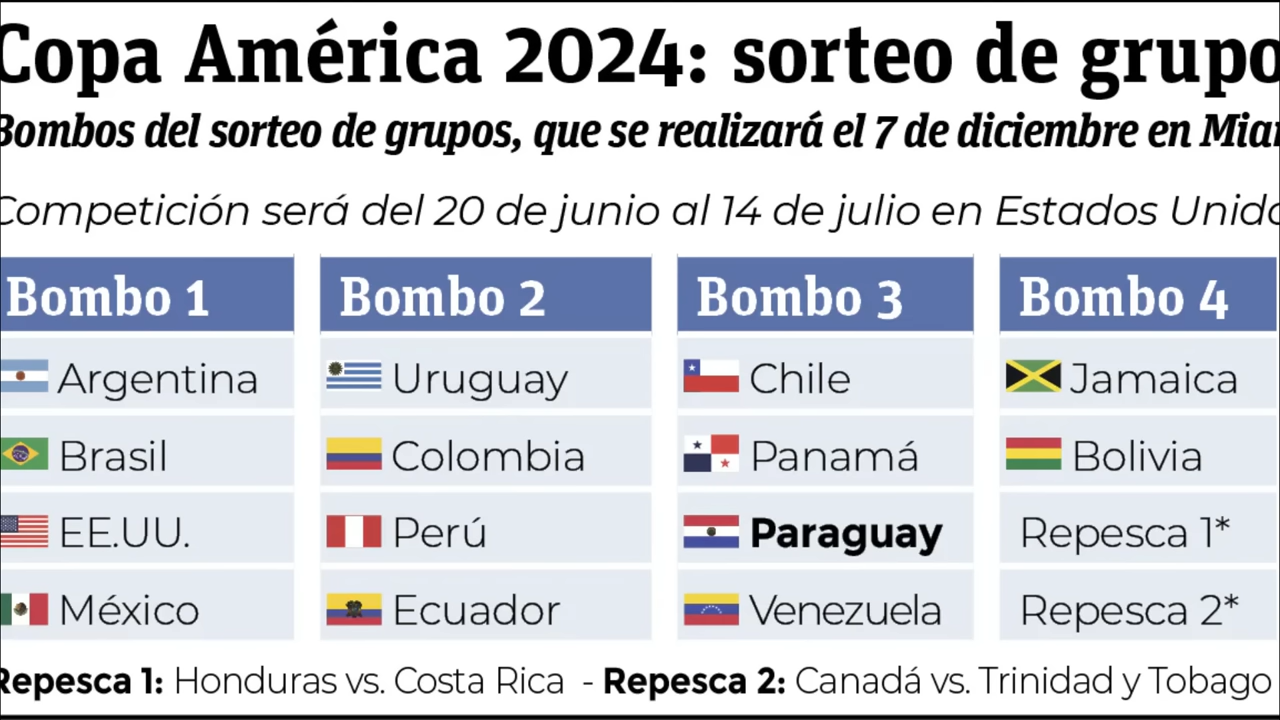 Copa América 2024: sorteo de grupo
Bombos del sorteo de grupos, que se realizará el 7 de diciembre en Mia
Competición será del 20 de junio al 14 de julio en Estados Unid
Bombo 1
Argentina
Brasil
EE.UU.
México
Bombo 2
Uruguay
Colombia
Perú
Ecuador
Bombo 3
Chile
Panamá
Paraguay
Venezuela
Bombo 4
Jamaica
Bolivia
Repesca 1*
Repesca 2*
Repesca 1: Honduras vs. Costa Rica - Repesca 2: Canadá vs. Trinidad y Tobago